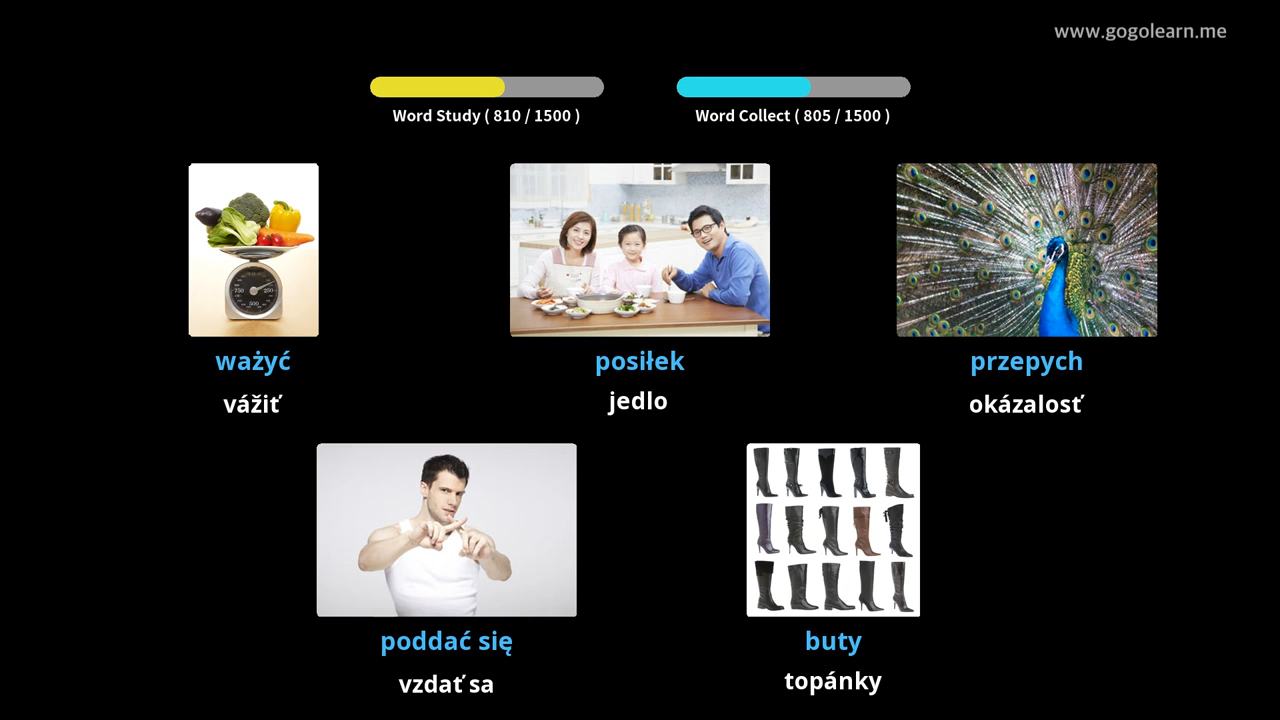 www.gogolearn.me
Word Study ( 810 / 1500 )
Word Collect ( 805 / 1500 )
ważyć
vážiť
posiłek
jedlo
przepych
okázalosť
poddać się
vzdať sa
buty
topánky